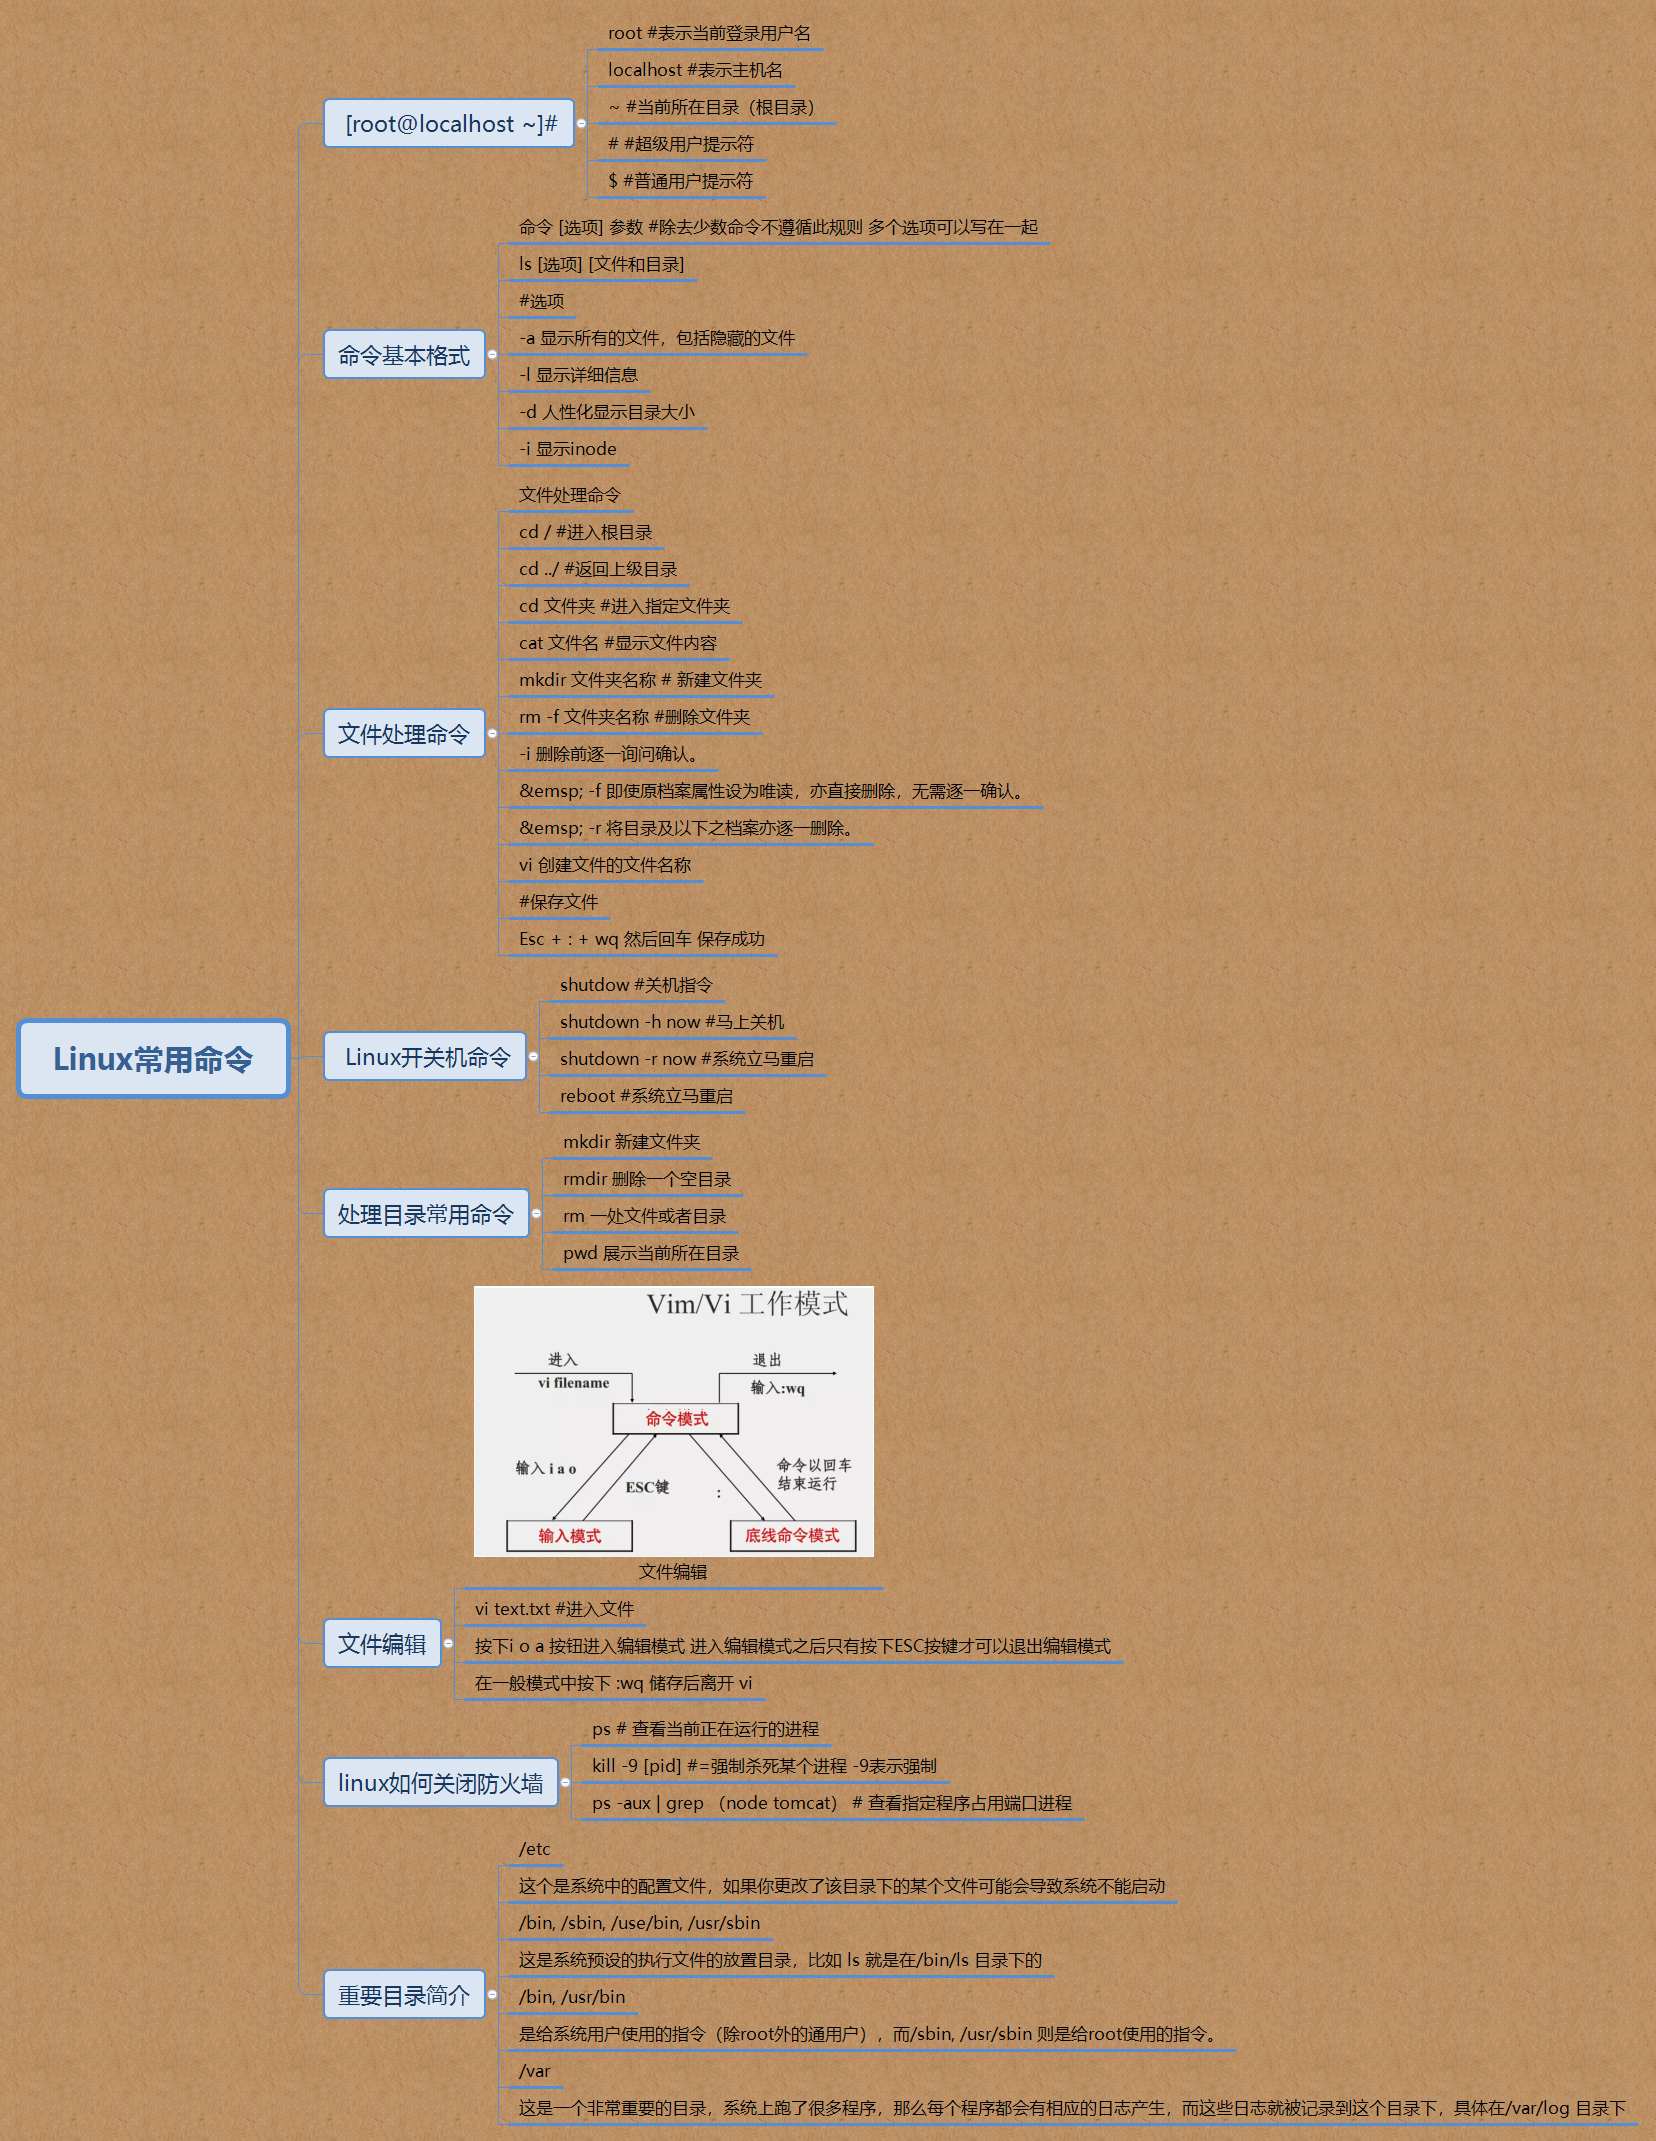 Linux常用命令
[root@localhost ~]#
root #表示当前登录用户名
localhost #表示主机名
~ #当前所在目录（根目录）
# #超级用户提示符
$ #普通用户提示符
命令基本格式
命令 [选项] 参数 #除去少数命令不遵循此规则 多个选项可以写在一起
ls [选项] [文件和目录]
#选项
-a 显示所有的文件，包括隐藏的文件
-l 显示详细信息
-d 人性化显示目录大小
-i 显示inode
文件处理命令
文件处理命令
cd / #进入根目录
cd ../ #返回上级目录
cd 文件夹 #进入指定文件夹
cat 文件名 #显示文件内容
mkdir 文件夹名称 # 新建文件夹
rm -f 文件夹名称 #删除文件夹
-i 删除前逐一询问确认。
&emsp; -f 即使原档案属性设为唯读，亦直接删除，无需逐一确认。
&emsp; -r 将目录及以下之档案亦逐一删除。
vi 创建文件的文件名称
#保存文件
Esc + : + wq 然后回车 保存成功
Linux开关机命令
shutdow #关机指令
shutdown -h now #马上关机
shutdown -r now #系统立马重启
reboot #系统立马重启
处理目录常用命令
mkdir 新建文件夹
rmdir 删除一个空目录
rm 一处文件或者目录
pwd 展示当前所在目录
文件编辑
Vim/Vi 工作模式
进入
vi filename
退出
输入:wq
命令模式
输入 i a o
ESC键
:
命令以回车
结束运行
输入模式
底线命令模式
文件编辑
vi text.txt #进入文件
按下i o a 按钮进入编辑模式 进入编辑模式之后只有按下ESC按键才可以退出编辑模式
在一般模式中按下 :wq 储存后离开 vi
linux如何关闭防火墙
ps # 查看当前正在运行的进程
kill -9 [pid] #=强制杀死某个进程 -9表示强制
ps -aux | grep （node tomcat） # 查看指定程序占用端口进程
重要目录简介
/etc
这个是系统中的配置文件，如果你更改了该目录下的某个文件可能会导致系统不能启动
/bin, /sbin, /use/bin, /usr/sbin
这是系统预设的执行文件的放置目录，比如 ls 就是在/bin/ls 目录下的
/bin, /usr/bin
是给系统用户使用的指令（除root外的通用户），而/sbin, /usr/sbin 则是给root使用的指令。
/var
这是一个非常重要的目录，系统上跑了很多程序，那么每个程序都会有相应的日志产生，而这些日志就被记录到这个目录下，具体在/var/log 目录下